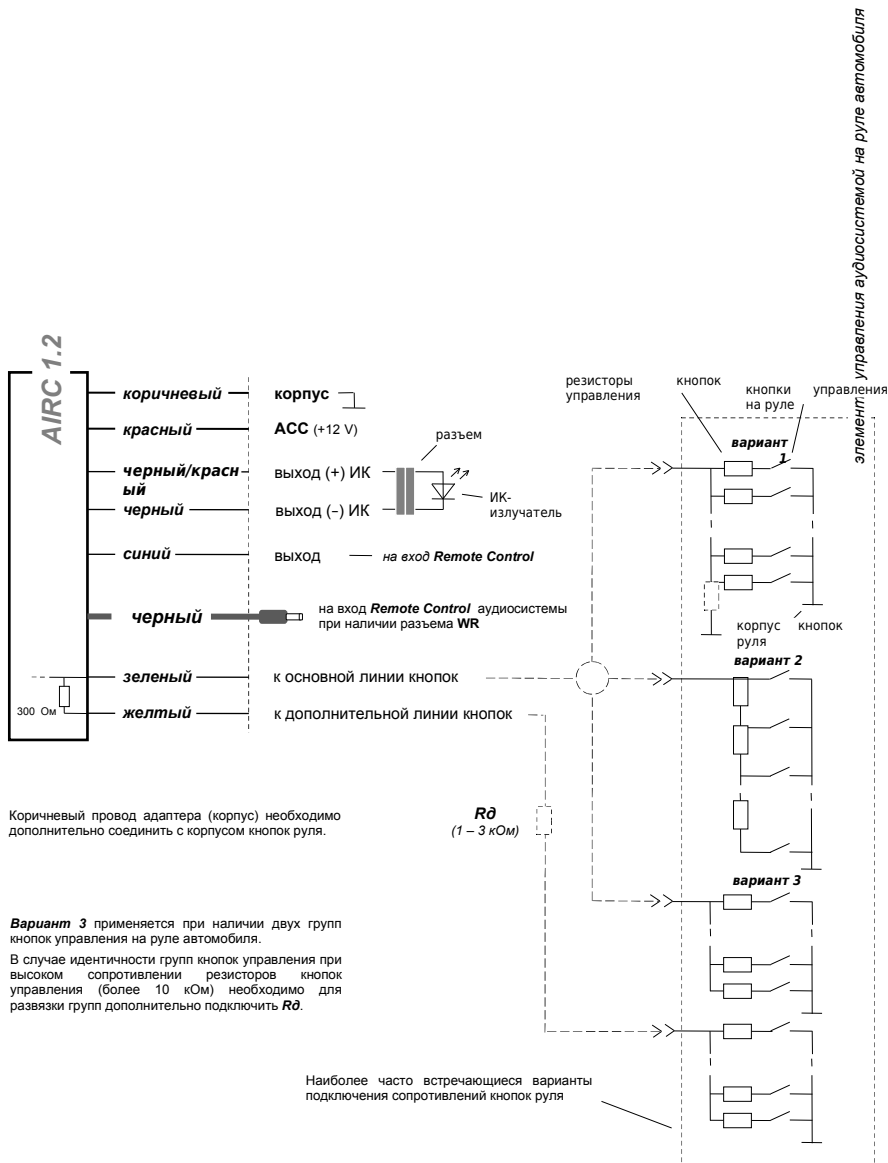 элементы управления аудиосистемой на руле автомобиля
AIRC 1.2
коричневый
корпус
красный
ACC (+12 V)
разъем
черный/красн
ый
выход (+) ИК
черный
выход (–) ИК
ИК-
излучатель
синий
выход
на вход Remote Control
черный
на вход Remote Control аудиосистемы
при наличии разъема WR
зеленый
к основной линии кнопок
300 Ом
желтый
к дополнительной линии кнопок
резисторы кнопок
управления
кнопки управления
на руле
вариант
1
корпус кнопок
руля
вариант 2
вариант 3
Rд
(1 – 3 кОм)
Коричневый провод адаптера (корпус) необходимо
дополнительно соединить с корпусом кнопок руля.
Вариант 3 применяется при наличии двух групп
кнопок управления на руле автомобиля.
В случае идентичности групп кнопок управления при
высоком сопротивлении резисторов кнопок
управления (более 10 кОм) необходимо для
развязки групп дополнительно подключить Rд.
Наиболее часто встречающиеся варианты
подключения сопротивлений кнопок руля